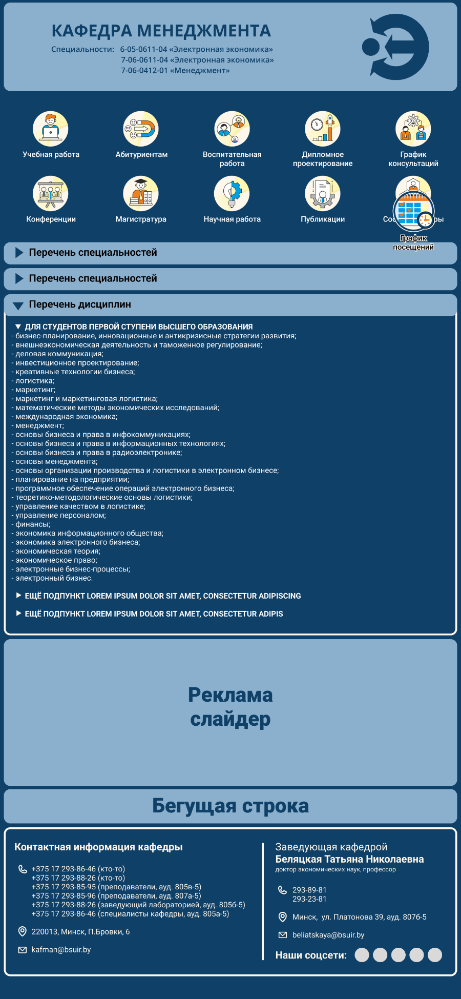 КАФЕДРА МЕНЕДЖМЕНТА
Специальности: 6-05-0611-04 «Электронная экономика»
7-06-0611-04 «Электронная экономика»
7-06-0412-01 «Менеджмент»
Учебная работа
Абитуриентам
Воспитательная
работа
Дипломное
проектирование
График
консультаций
Конференции
Магистратура
Научная работа
Публикации
График
посещений
Перечень специальностей
Перечень специальностей
Перечень дисциплин
ДЛЯ СТУДЕНТОВ ПЕРВОЙ СТУПЕНИ ВЫСШЕГО ОБРАЗОВАНИЯ
- бизнес-планирование, инновационные и антикризисные стратегии развития;
- внешнеэкономическая деятельность и таможенное регулирование;
- деловая коммуникация;
- инвестиционное проектирование;
- креативные технологии бизнеса;
- логистика;
- маркетинг;
- маркетинг и маркетинговая логистика;
- математические методы экономических исследований;
- международная экономика;
- менеджмент;
- основы бизнеса и права в инфокоммуникациях;
- основы бизнеса и права в информационных технологиях;
- основы бизнеса и права в радиоэлектронике;
- основы менеджмента;
- основы организации производства и логистики в электронном бизнесе;
- планирование на предприятии;
- программное обеспечение операций электронного бизнеса;
- теоретико-методологические основы логистики;
- управление качеством в логистике;
- управление персоналом;
- финансы;
- экономика информационного общества;
- экономика электронного бизнеса;
- экономическая теория;
- экономическое право;
- электронные бизнес-процессы;
- электронный бизнес.
ЕЩЁ ПОДПУНКТ LOREM IPSUM DOLOR SIT AMET, CONSECTETUR ADIPISCING
ЕЩЁ ПОДПУНКТ LOREM IPSUM DOLOR SIT AMET, CONSECTETUR ADIPIS
Реклама
слайдер
Бегущая строка
Контактная информация кафедры
+375 17 293-86-46 (кто-то)
+375 17 293-88-26 (кто-то)
+375 17 293-85-95 (преподаватели, ауд. 805в-5)
+375 17 293-85-96 (преподаватели, ауд. 807а-5)
+375 17 293-88-26 (заведующий лабораторией, ауд. 805б-5)
+375 17 293-86-46 (специалисты кафедры, ауд. 805а-5)
220013, Минск, П.Бровки, 6
kafman@bsuir.by
Заведующая кафедрой
Беляцкая Татьяна Николаевна
доктор экономических наук, профессор
293-89-81
293-23-81
Минск, ул. Платонова 39, ауд. 807б-5
beliatskaya@bsuir.by
Наши соцсети: